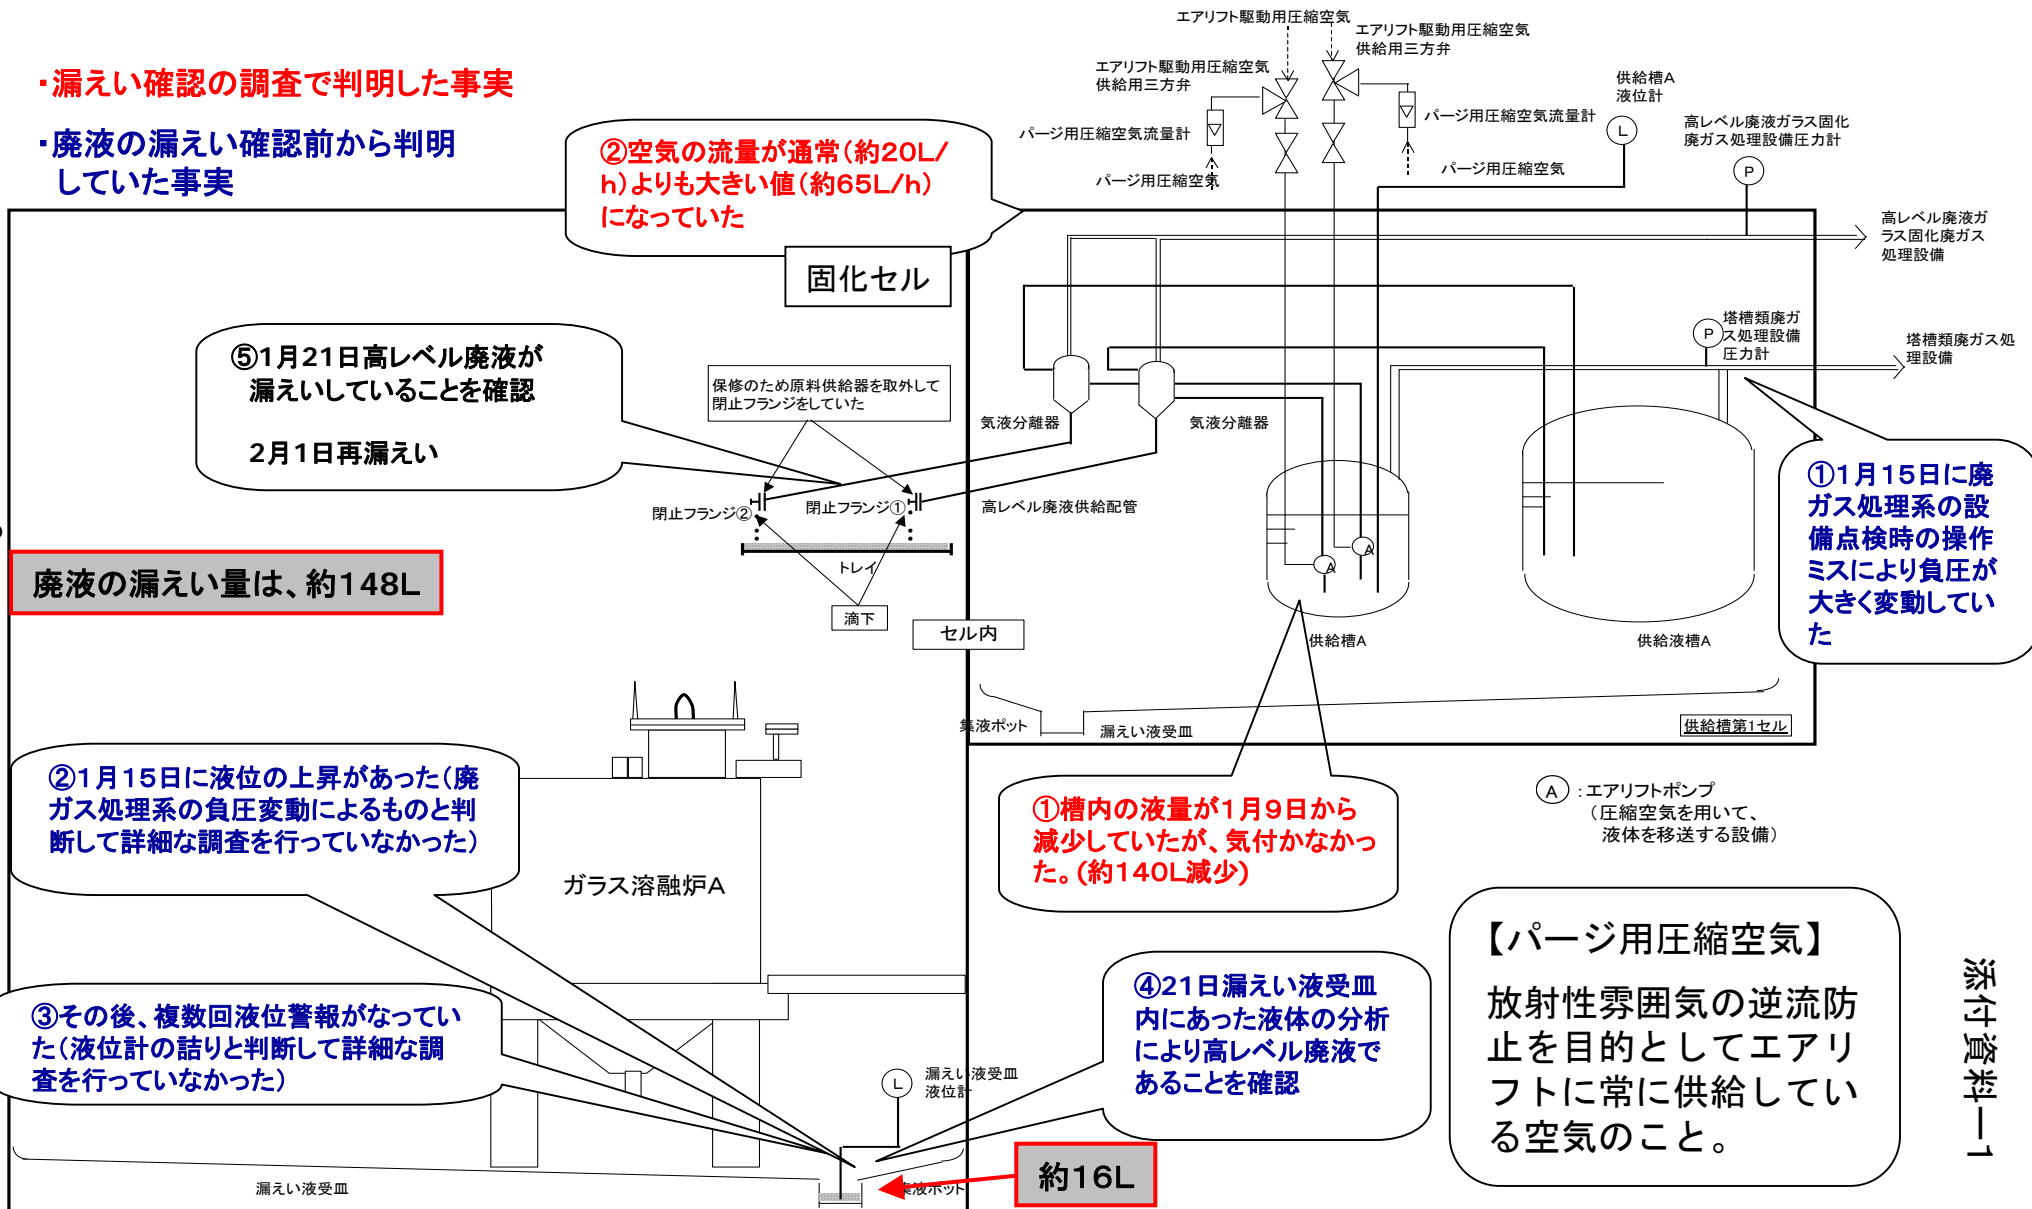 ・漏えい確認の調査で判明した事実
・廃液の漏えい確認前から判明
していた事実
エアリフト駆動用圧縮空気
エアリフト駆動用圧縮空気
供給用三方弁
エアリフト駆動用圧縮空気
供給用三方弁
パージ用圧縮空気流量計
パージ用圧縮空気
パージ用圧縮空気流量計
パージ用圧縮空気
供給槽A
液位計
L
高レベル廃液ガラス固化
廃ガス処理設備圧力計
P
②空気の流量が通常（約20L/
h）よりも大きい値（約65L/h）
になっていた
固化セル
高レベル廃液ガ
ラス固化廃ガス
処理設備
P
塔槽類廃ガ
ス処理設備
圧力計
塔槽類廃ガス処
理設備
⑤1月21日高レベル廃液が
漏えいしていることを確認
2月1日再漏えい
保修のため原料供給器を取外して
閉止フランジをしていた
気液分離器
気液分離器
閉止フランジ②
閉止フランジ①
高レベル廃液供給配管
トレイ
滴下
廃液の漏えい量は、約148L
セル内
A
A
供給槽A
供給液槽A
①1月15日に廃
ガス処理系の設
備点検時の操作
ミスにより負圧が
大きく変動してい
た
集液ポット
漏えい液受皿
供給槽第1セル
②1月15日に液位の上昇があった（廃
ガス処理系の負圧変動によるものと判
断して詳細な調査を行っていなかった）
ガラス溶融炉A
①槽内の液量が1月9日から
減少していたが、気付かなかっ
た。(約140L減少)
A
：エアリフトポンプ
（圧縮空気を用いて、
液体を移送する設備）
③その後、複数回液位警報がなってい
た（液位計の詰りと判断して詳細な調
査を行っていなかった）
④21日漏えい液受皿
内にあった液体の分析
により高レベル廃液で
あることを確認
L
漏えい液受皿
液位計
【パージ用圧縮空気】
放射性雰囲気の逆流防
止を目的としてエアリ
フトに常に供給してい
る空気のこと。
漏えい液受皿
集液ポット
約16L
添付資料－1